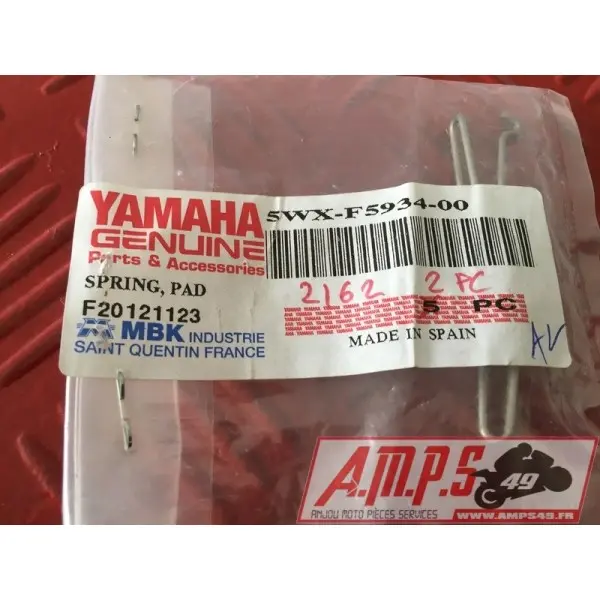 YAMAHA
GENUINE
Parts & Accessories
5WX-F5934-00
SPRING, PAD
F20121123
2162 2 PC
5 PC
MBK INDUSTRIE
SAINT QUENTIN FRANCE
MADE IN SPAIN
AV
A.M.P.S
49
ANJOU MOTO PIECES SERVICES
WWW.AMPS49.FR